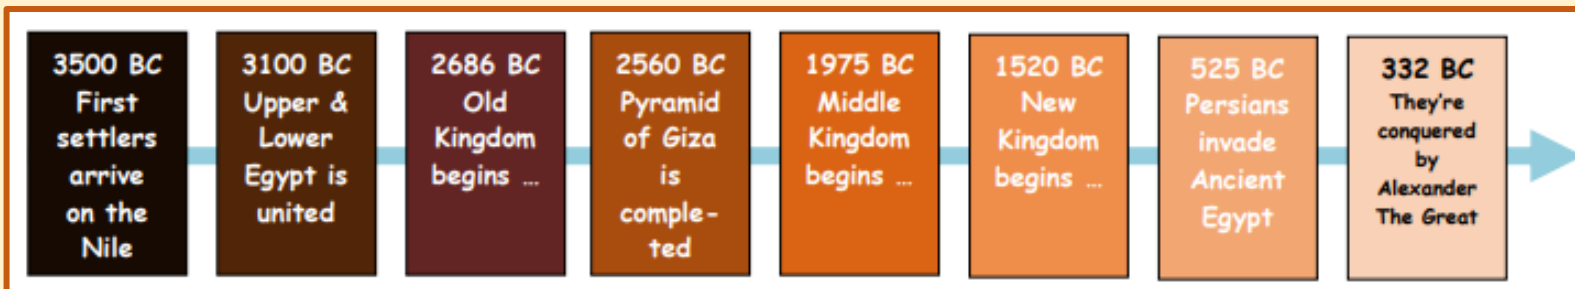 3500 BC
First
settlers
arrive
on the
Nile
3100 BC
Upper &
Lower
Egypt is
united
2686 BC
Old
Kingdom
begins ...
2560 BC
Pyramid
of Giza
is
comple-
ted
1975 BC
Middle
Kingdom
begins ...
1520 BC
New
Kingdom
begins ...
525 BC
Persians
invade
Ancient
Egypt
332 BC
They're
conquered
by
Alexander
The Great